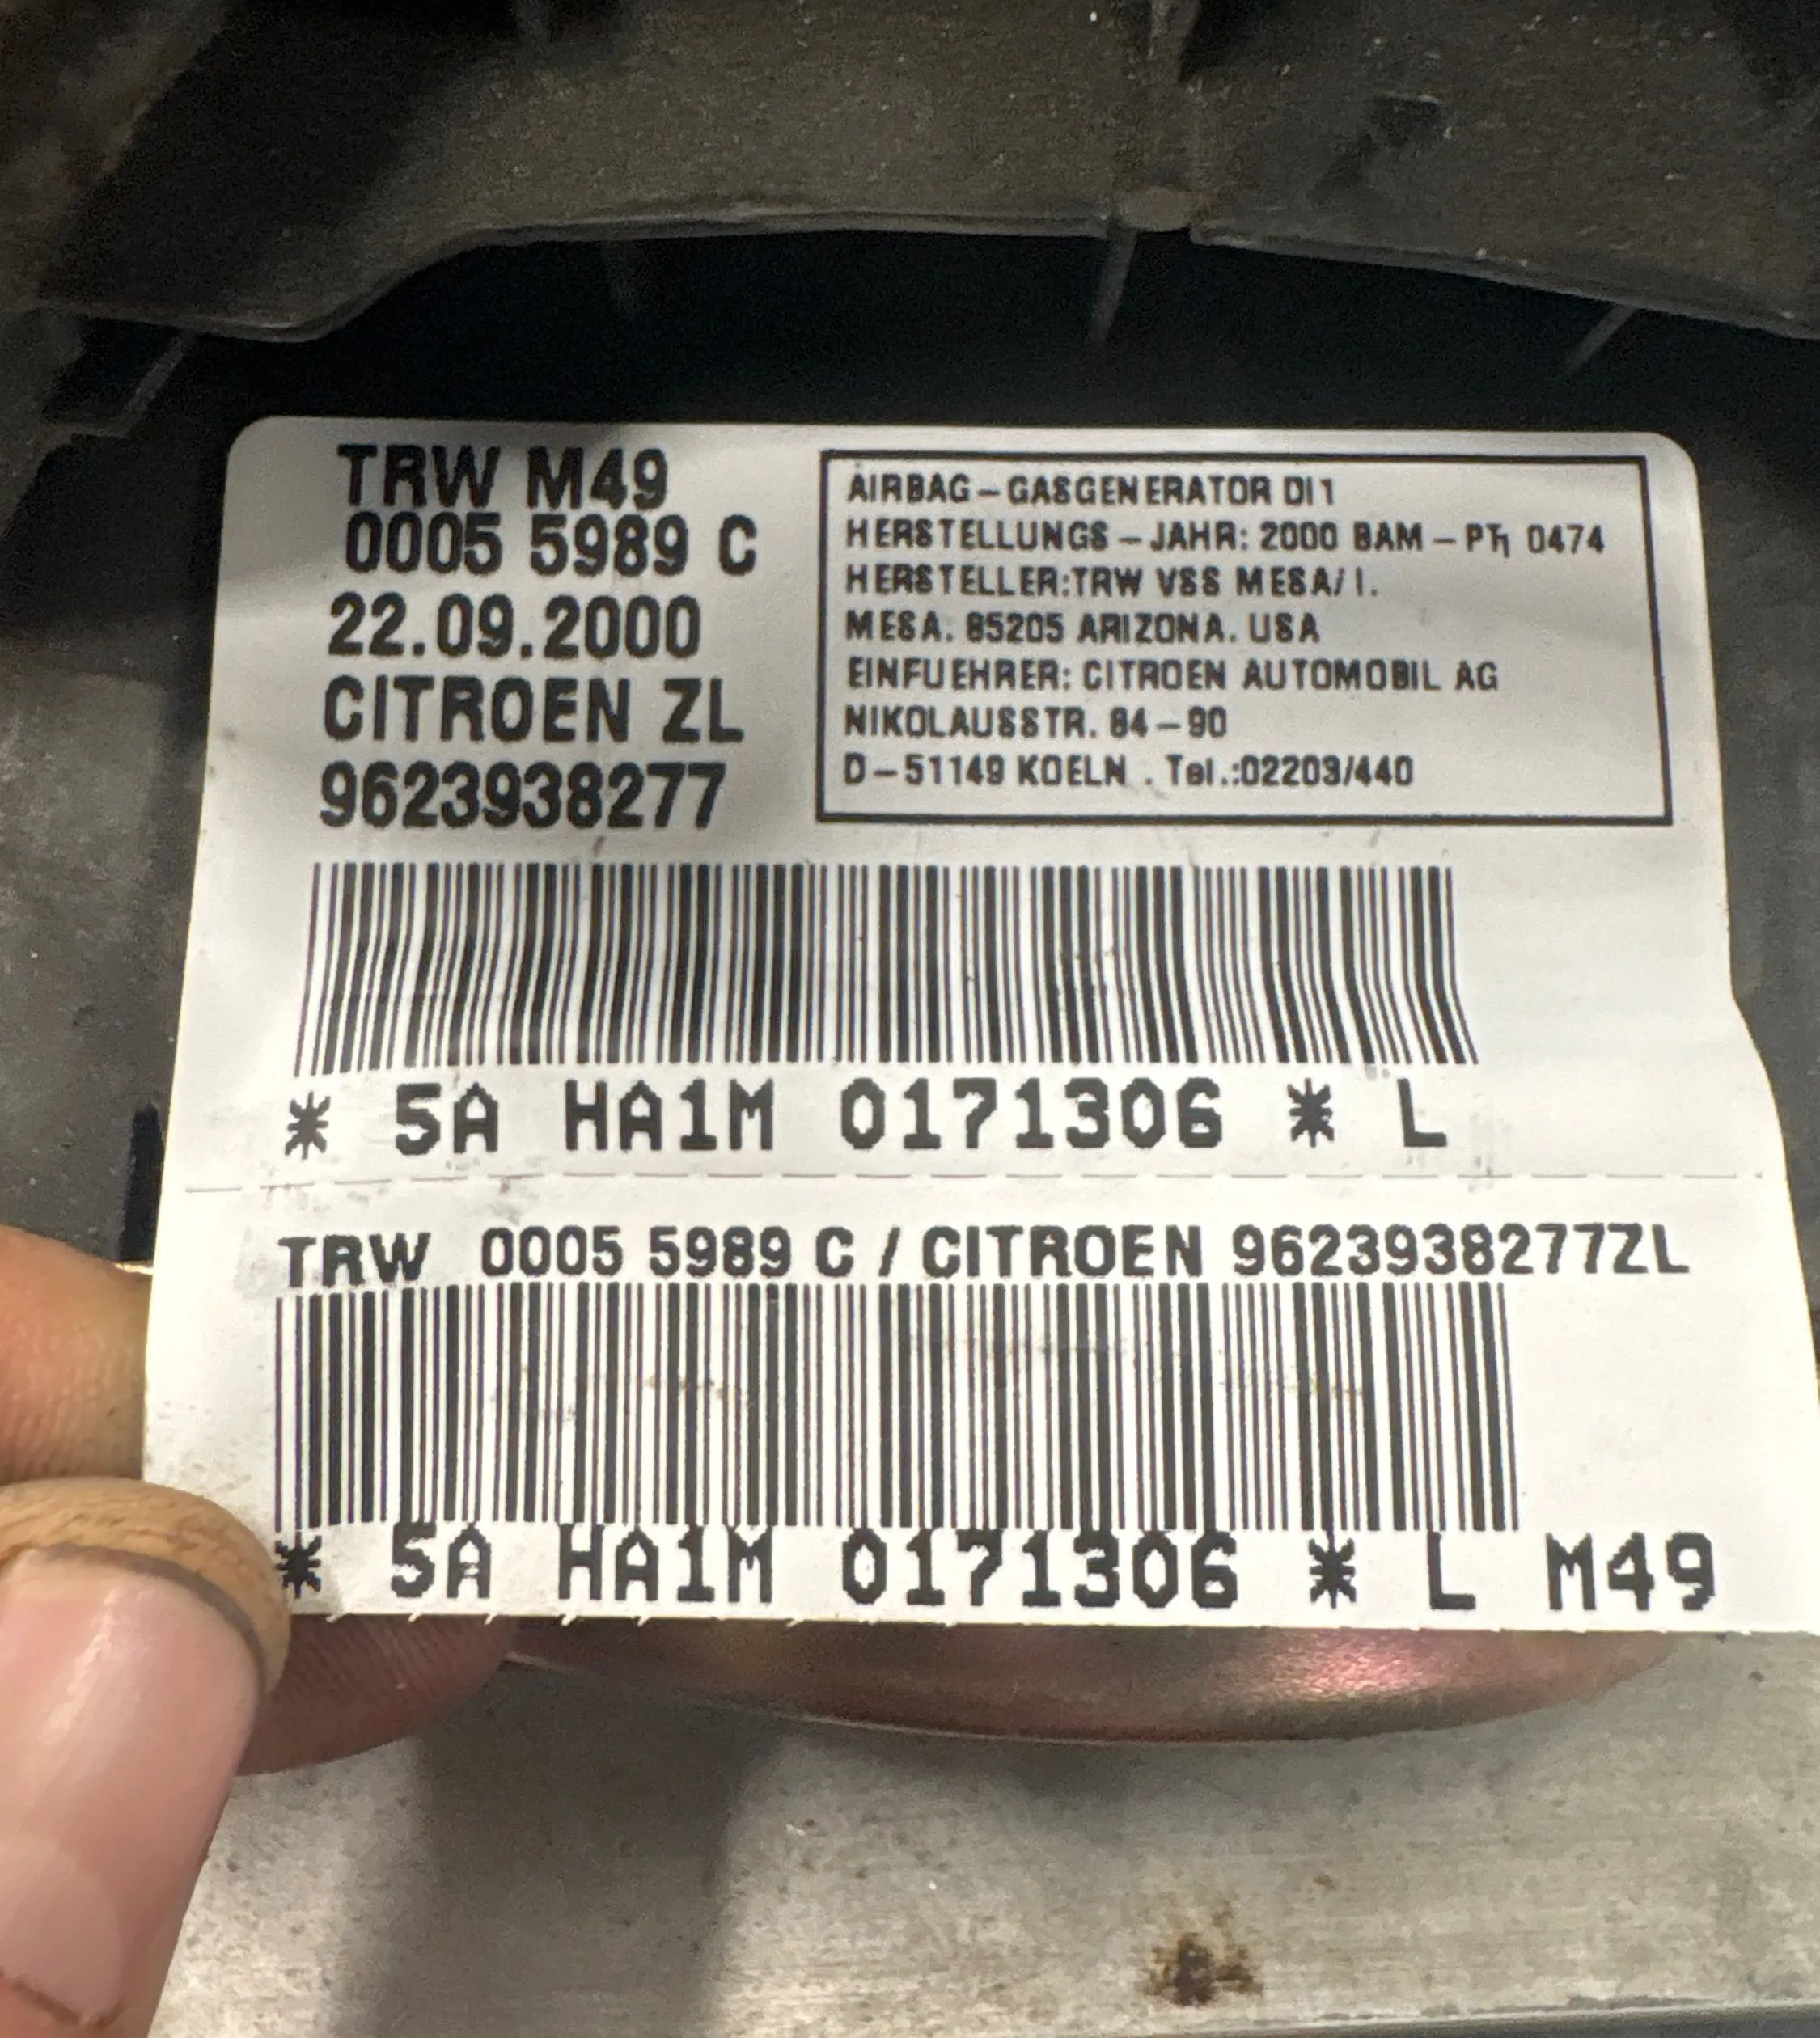 TRW M49
0005 5989 C
22.09.2000
CITROEN ZL
9623938277
AIRBAG-GASGENERATOR DI1
HERSTELLUNGS-JAHR: 2000 BAM-PT1 0474
HERSTELLER:TRW VSS MESA/I.
MESA. 85205 ARIZONA. USA
EINFUEHRER: CITROEN AUTOMOBIL AG
NIKOLAUSSTR. 84-90
D-51149 KOELN . Tel.:02203/440
* 5A HA1M 0171306 * L
TRW 0005 5989 C / CITROEN 9623938277ZL
* 5A HA1M 0171306 * L M49